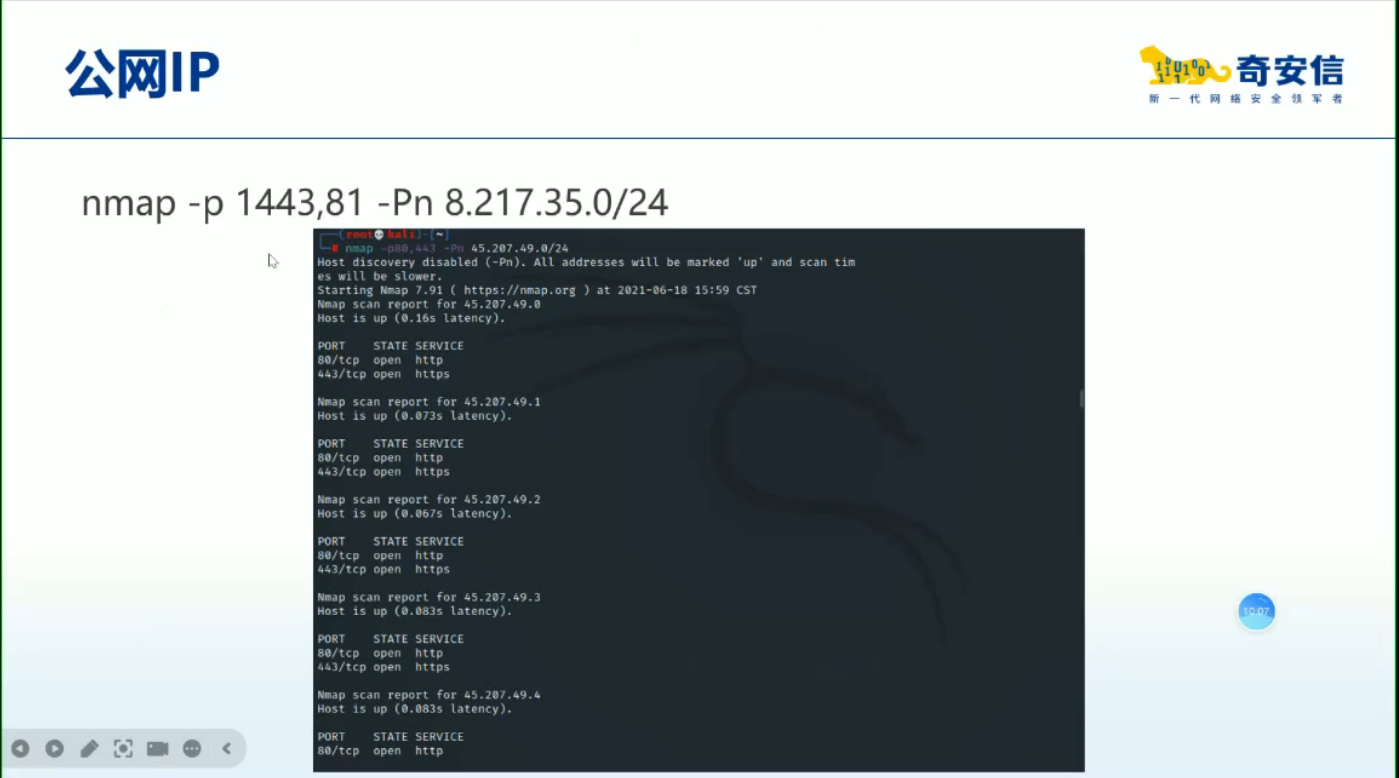 公网IP
奇安信
新一代网络安全领军者
nmap -p 1443,81 -Pn 8.217.35.0/24
(root💀kali)-[~]
# nmap -p80,443 -Pn 45.207.49.0/24
Host discovery disabled (-Pn). All addresses will be marked 'up' and scan tim
es will be slower.
Starting Nmap 7.91 ( https://nmap.org ) at 2021-06-18 15:59 CST
Nmap scan report for 45.207.49.0
Host is up (0.16s latency).
PORT STATE SERVICE
80/tcp open http
443/tcp open https
Nmap scan report for 45.207.49.1
Host is up (0.073s latency).
PORT STATE SERVICE
80/tcp open http
443/tcp open https
Nmap scan report for 45.207.49.2
Host is up (0.067s latency).
PORT STATE SERVICE
80/tcp open http
443/tcp open https
Nmap scan report for 45.207.49.3
Host is up (0.083s latency).
PORT STATE SERVICE
80/tcp open http
443/tcp open https
Nmap scan report for 45.207.49.4
Host is up (0.083s latency).
PORT STATE SERVICE
80/tcp open http
10:07